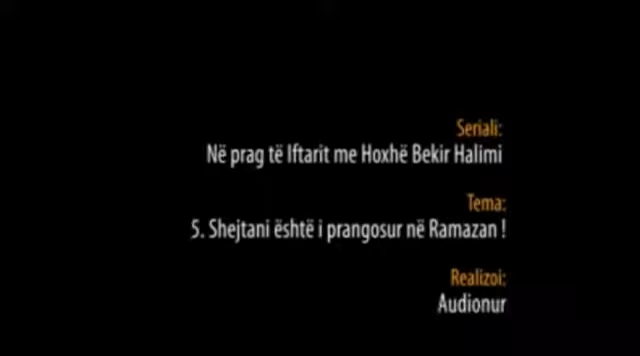 Seriali:
Në prag të Iftarit me Hoxhë Bekir Halimi
Tema:
5. Shejtani është i prangosur në Ramazan !
Realizoi:
Audionur